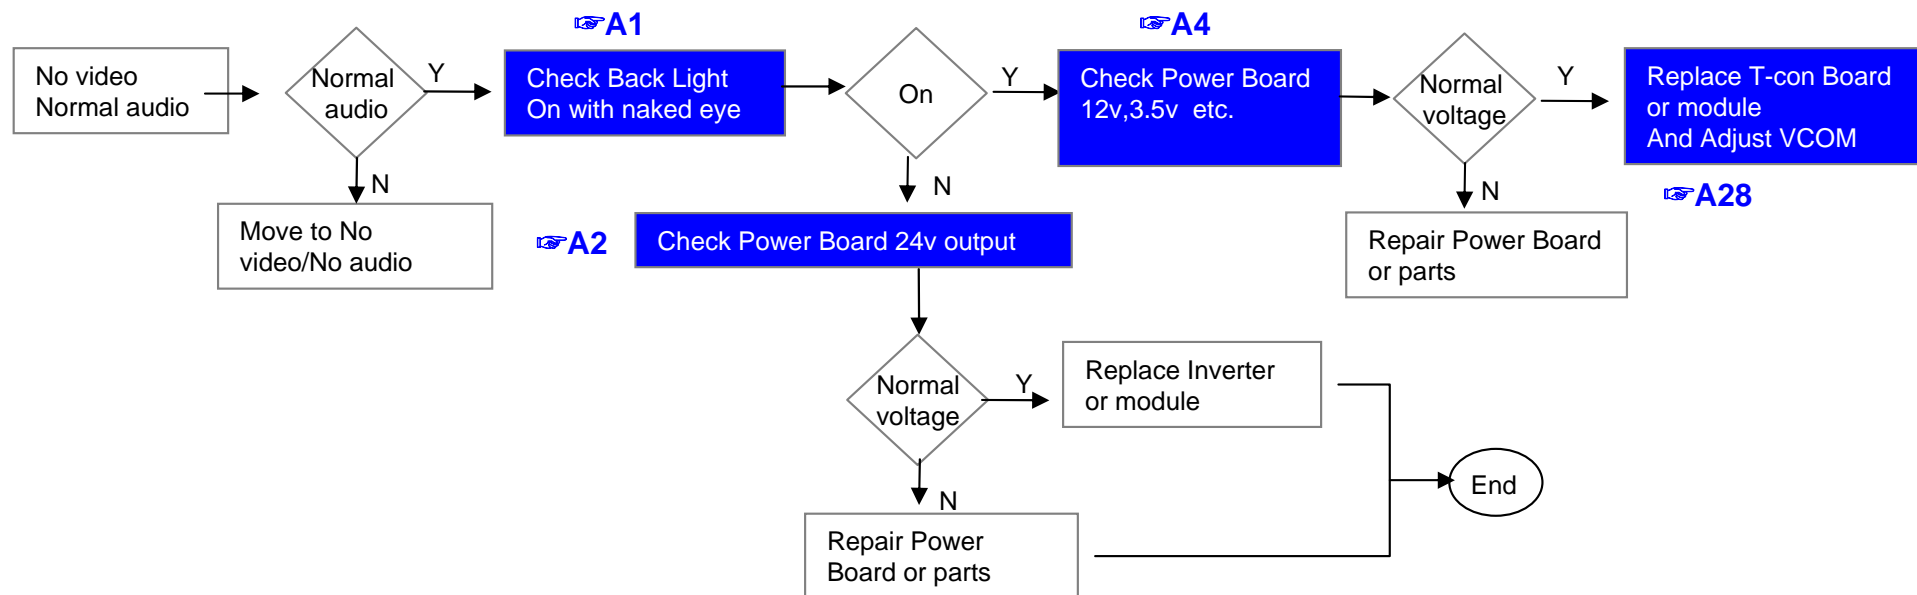 ☞A1
☞A4
No video
Normal audio
Normal
audio
Y
Check Back Light
On with naked eye
On
Y
Check Power Board
12v,3.5v etc.
Normal
voltage
Y
Replace T-con Board
or module
And Adjust VCOM
N
N
N
☞A28
Move to No
video/No audio
☞A2
Check Power Board 24v output
Repair Power Board
or parts
Normal
voltage
Y
Replace Inverter
or module
N
End
Repair Power
Board or parts